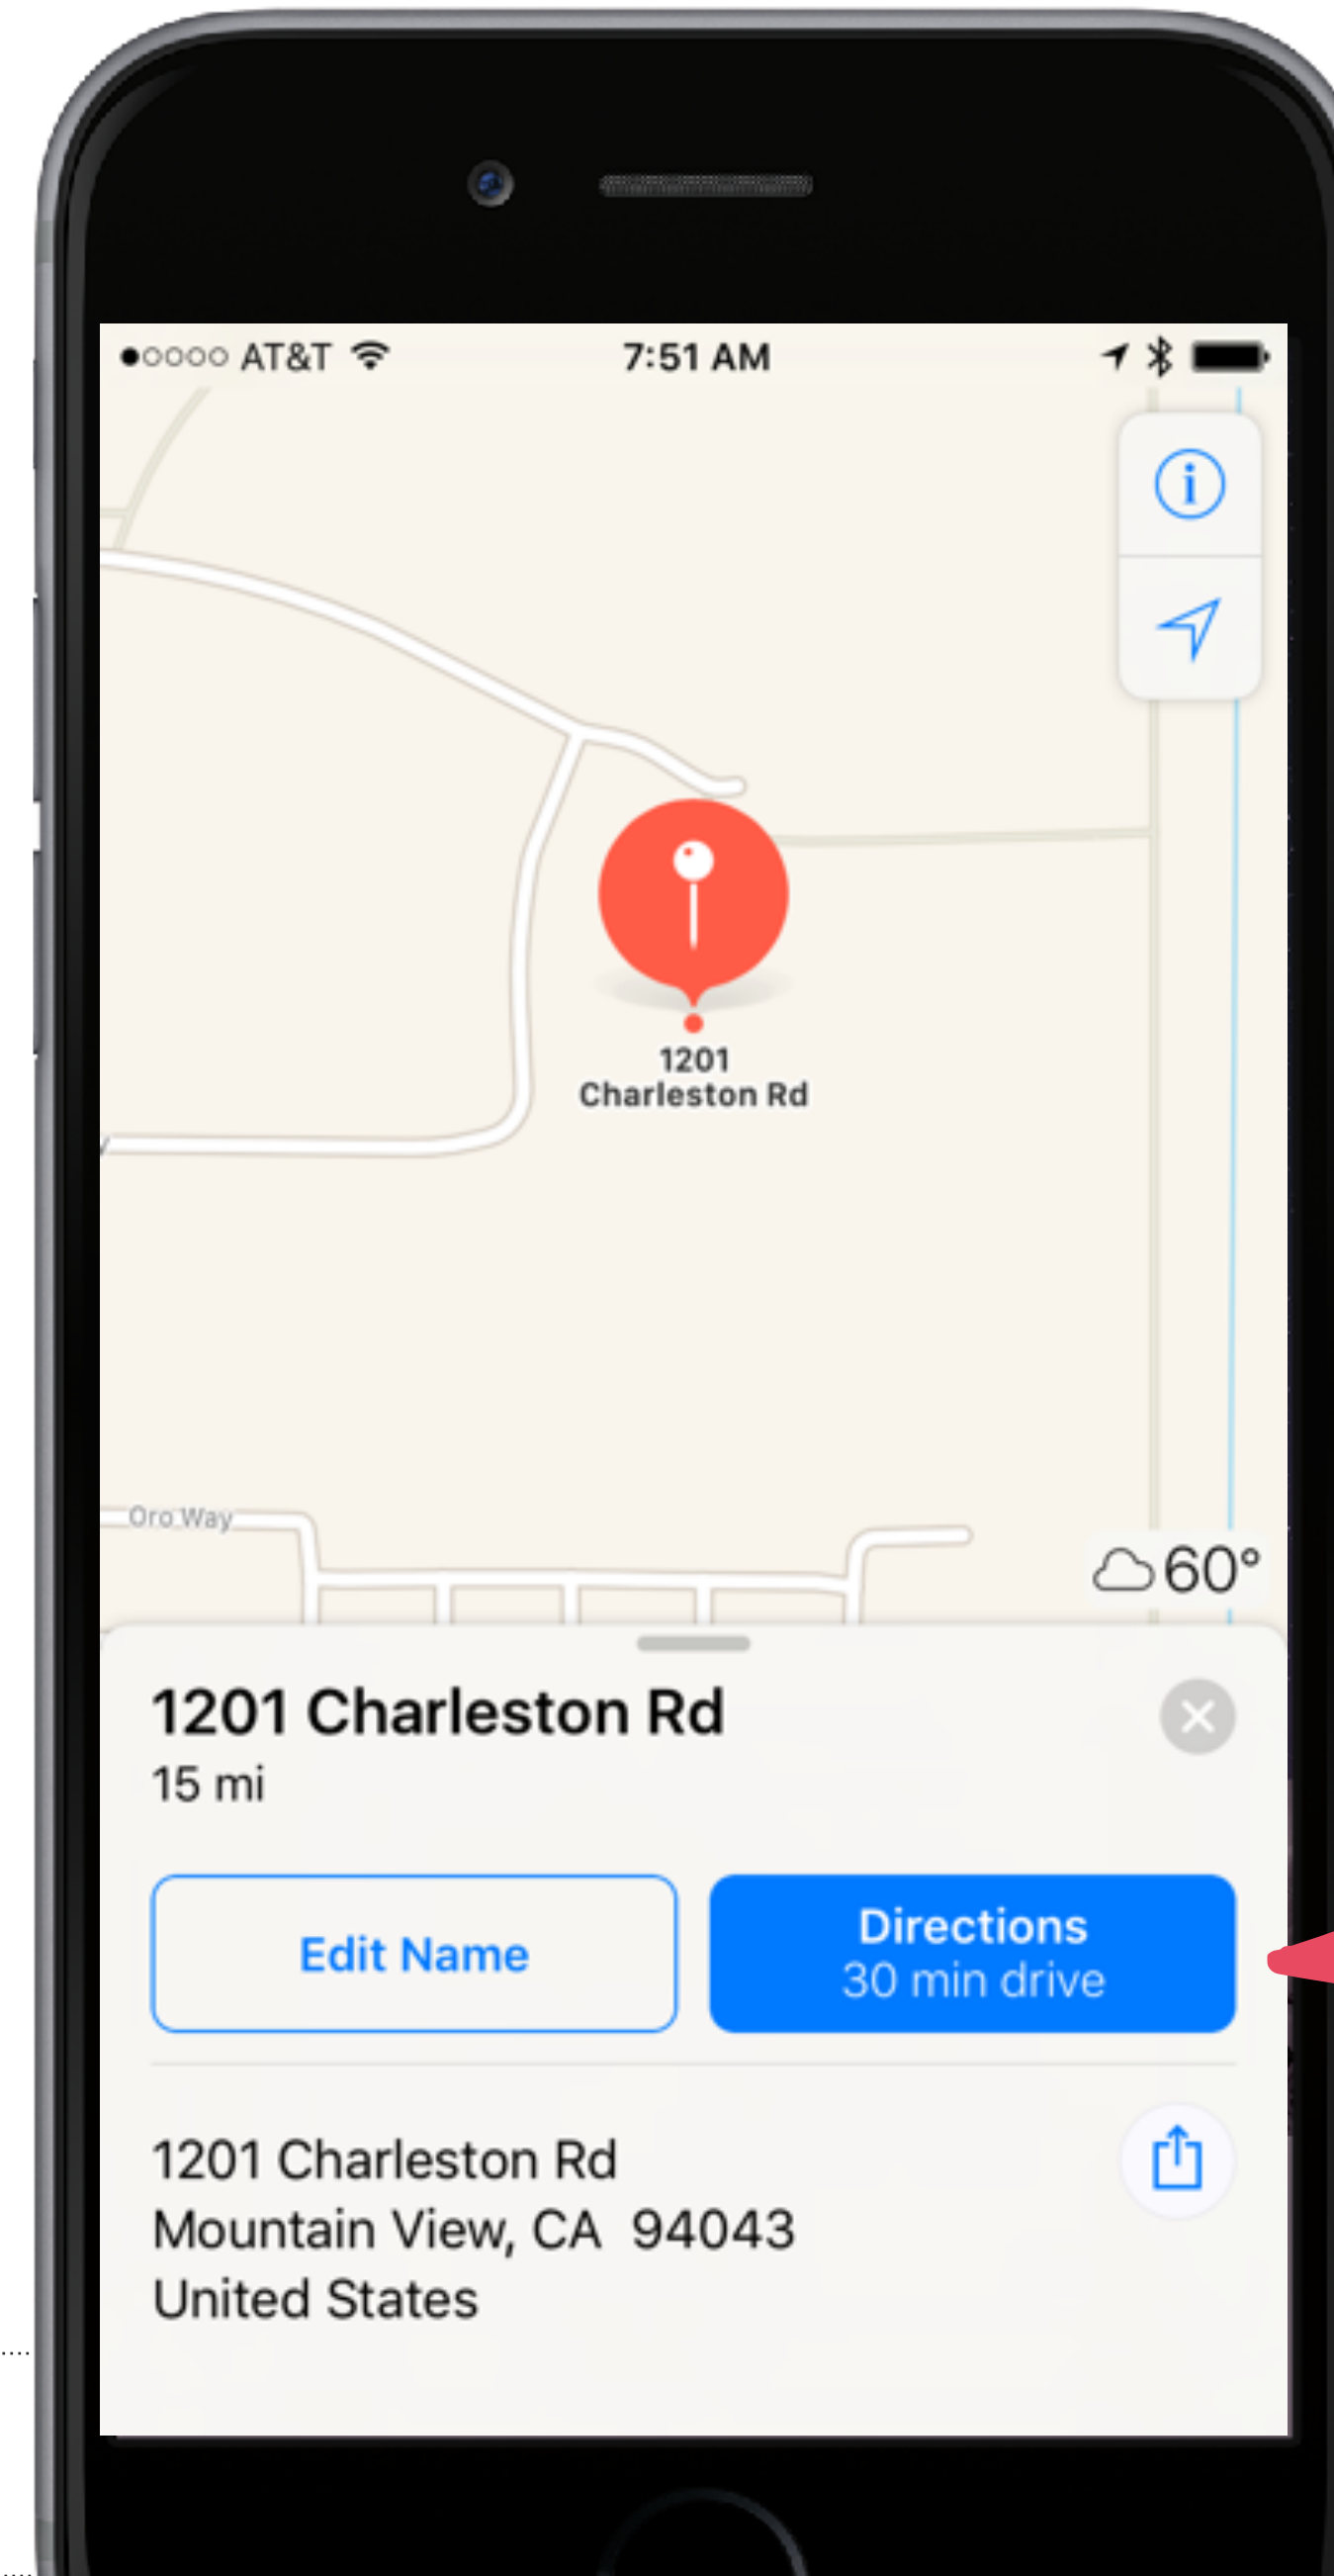 AT&T
7:51 AM
1201
Charleston Rd
Oro Way
60°
1201 Charleston Rd
15 mi
Edit Name
Directions
30 min drive
1201 Charleston Rd
Mountain View, CA 94043
United States